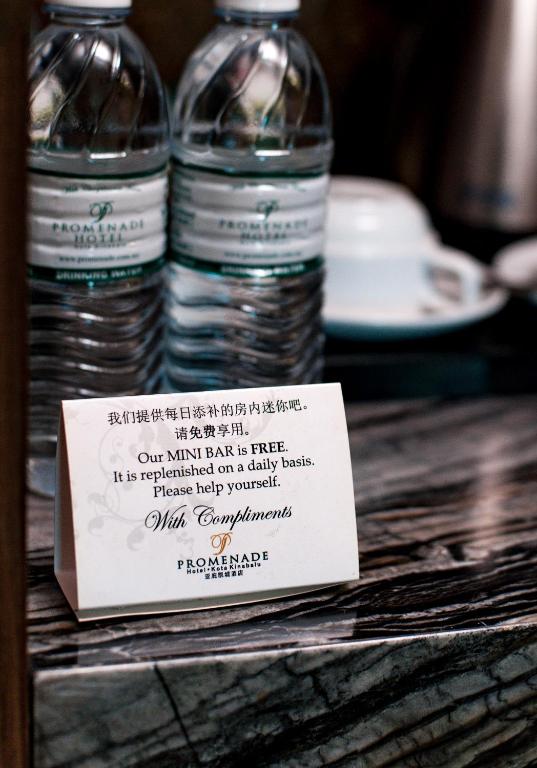 PROMENADE
HOTEL
DRINKING WATER
PROMENADE
HOTEL
DRINKING WATER
我们提供每日添补的房内迷你吧。
请免费享用。
Our MINI BAR is FREE.
It is replenished on a daily basis.
Please help yourself.
With Compliments
PROMENADE
Hotel • Kota Kinabalu